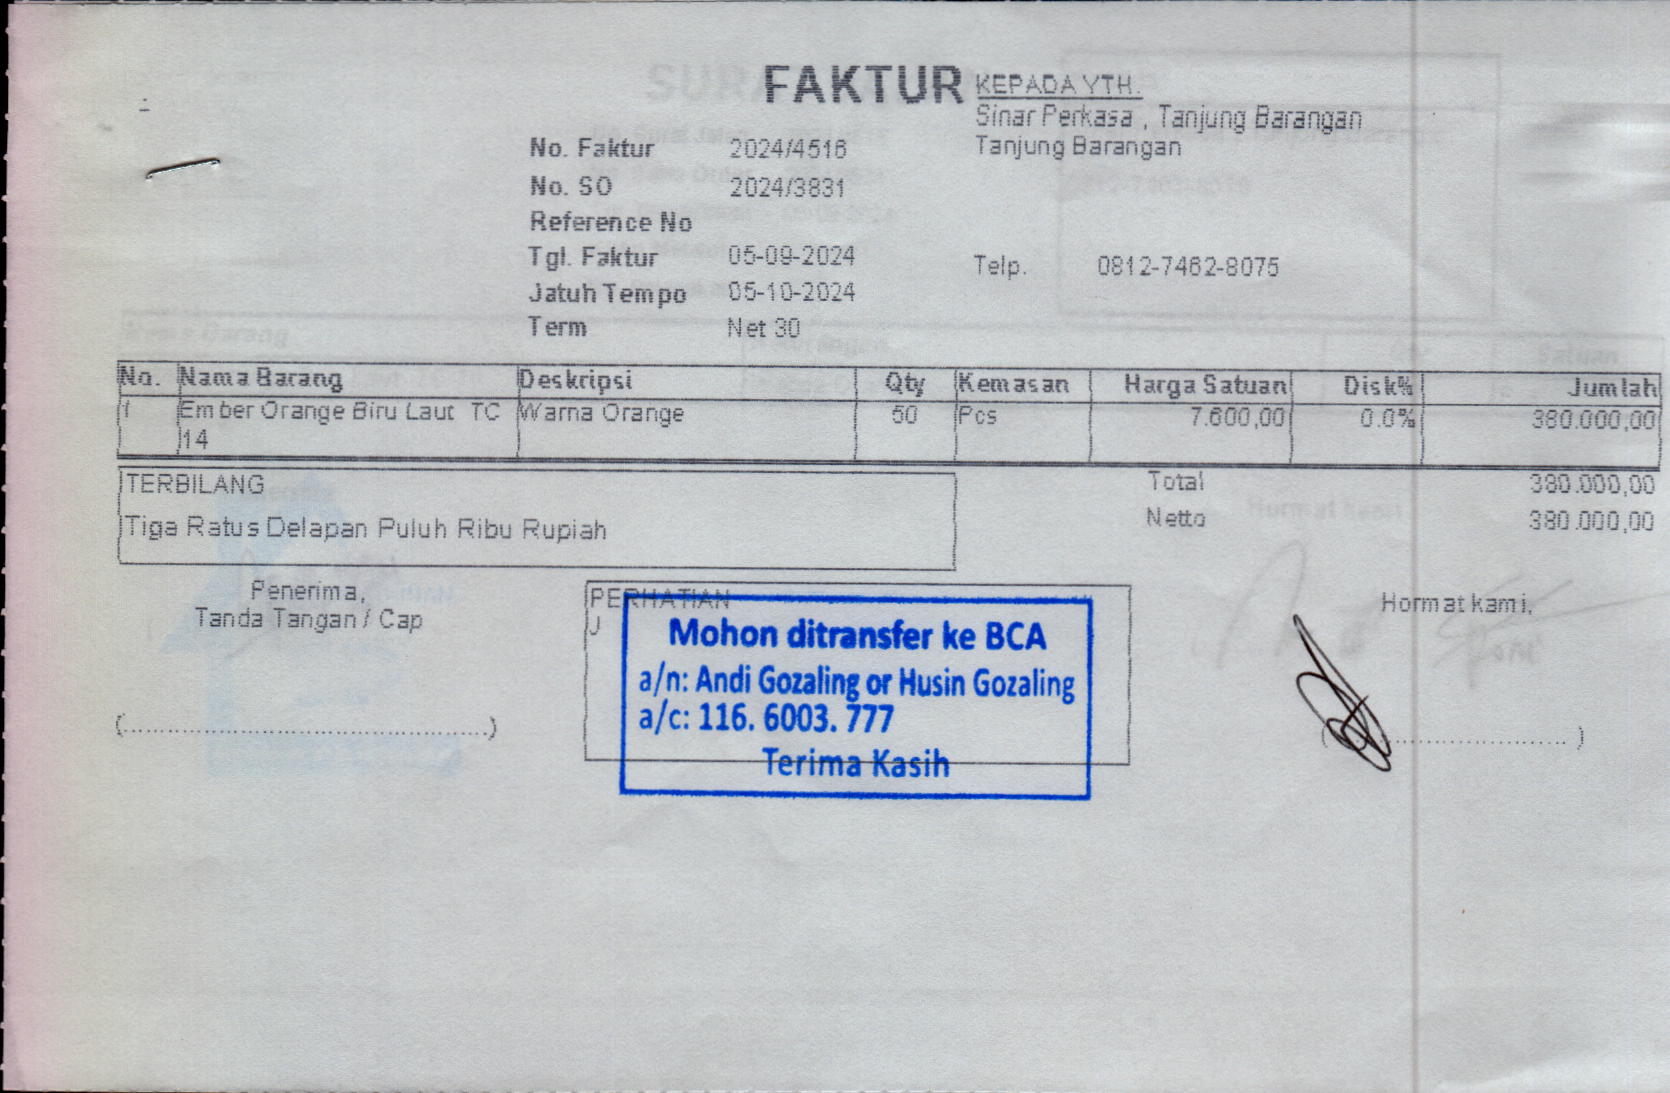 FAKTUR
KEPADA YTH.
Sinar Perkasa , Tanjung Barangan
Tanjung Barangan
No. Faktur 2024/4516
No. SO 2024/3831
Reference No
Tgl. Faktur 05-09-2024
Telp. 0812-7462-8075
Jatuh Tempo 05-10-2024
Term Net 30
No. Nama Barang Deskripsi Qty Kemasan Harga Satuan Disk% Jumlah
1 Ember Orange Biru Laut TC Warna Orange 50 Pcs 7.600,00 0.0% 380.000,00
14
TERBILANG
Total 380.000,00
Tiga Ratus Delapan Puluh Ribu Rupiah
Netto 380.000,00
Penerima,
Tanda Tangan / Cap
PERHATIAN
J
Mohon ditransfer ke BCA
a/n: Andi Gozaling or Husin Gozaling
a/c: 116. 6003. 777
Terima Kasih
Hormat kami,